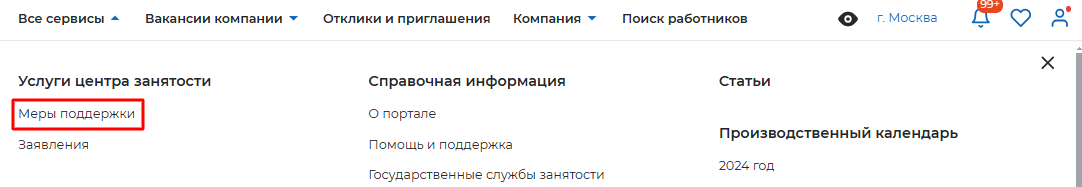 Все сервисы Вакансии компании Отклики и приглашения Компания Поиск работников г. Москва 99+
Услуги центра занятости
Меры поддержки
Заявления
Справочная информация
О портале
Помощь и поддержка
Государственные службы занятости
Статьи
Производственный календарь
2024 год